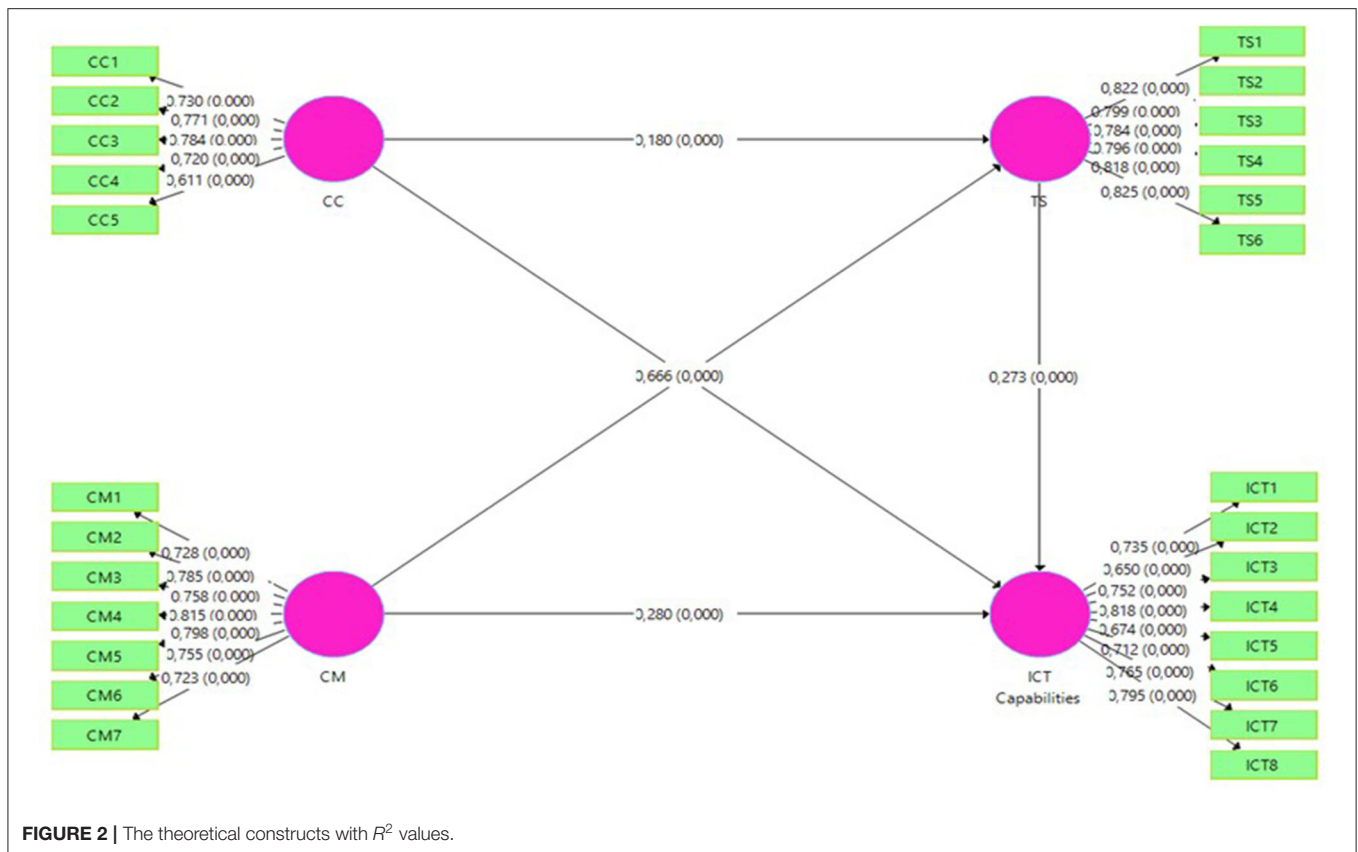 CC1
CC2
CC3
CC4
CC5
0.730 (0.000)
0,771 (0,000)
0.784 (0.000)
0,720 (0,000)
0,611 (0,000)
CC
0,180 (0,000)
TS
TS1
TS2
TS3
TS4
TS5
TS6
0,822 (0,000)
0.799 (0.000)
0,784 (0.000)
0.796 (0.000)
0,818 (0,000)
0,825 (0,000)
0,666 (0,000)
0,273 (0,000)
CM1
CM2
CM3
CM4
CM5
CM6
CM7
0,728 (0,000)
0,785 (0,000)
0.758 (0.000)
0.815 (0.000)
0,798 (0,000)
0,755 (0,000)
0,723 (0,000)
CM
0,280 (0,000)
ICT
Capabilities
ICT1
ICT2
ICT3
ICT4
ICT5
ICT6
ICT7
ICT8
0,735 (0,000)
0,650 (0,000)
0,752 (0,000)
0,818 (0,000)
0,674 (0,000)
0,712 (0,000)
0,765 (0,000)
0,795 (0,000)
FIGURE 2 | The theoretical constructs with R² values.